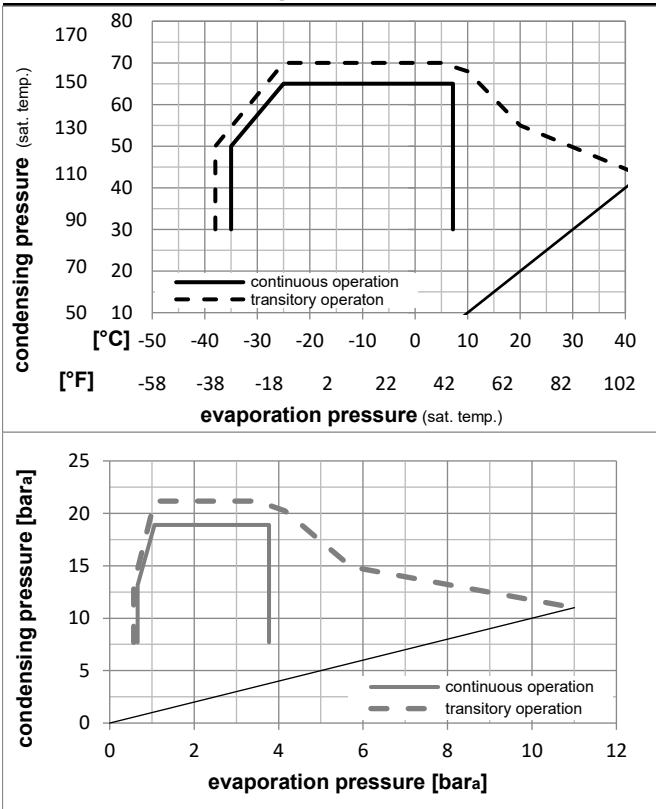 80
170
70
150
60
130
50
110
40
90
30
70
20
50
10
condensing pressure (sat. temp.)
continuous operation
transitory operaton
[°C] -50 -40 -30 -20 -10 0 10 20 30 40
[°F] -58 -38 -18 2 22 42 62 82 102
evaporation pressure (sat. temp.)
25
20
15
10
5
0
condensing pressure [bara]
continuous operation
transitory operation
0 2 4 6 8 10 12
evaporation pressure [bara]